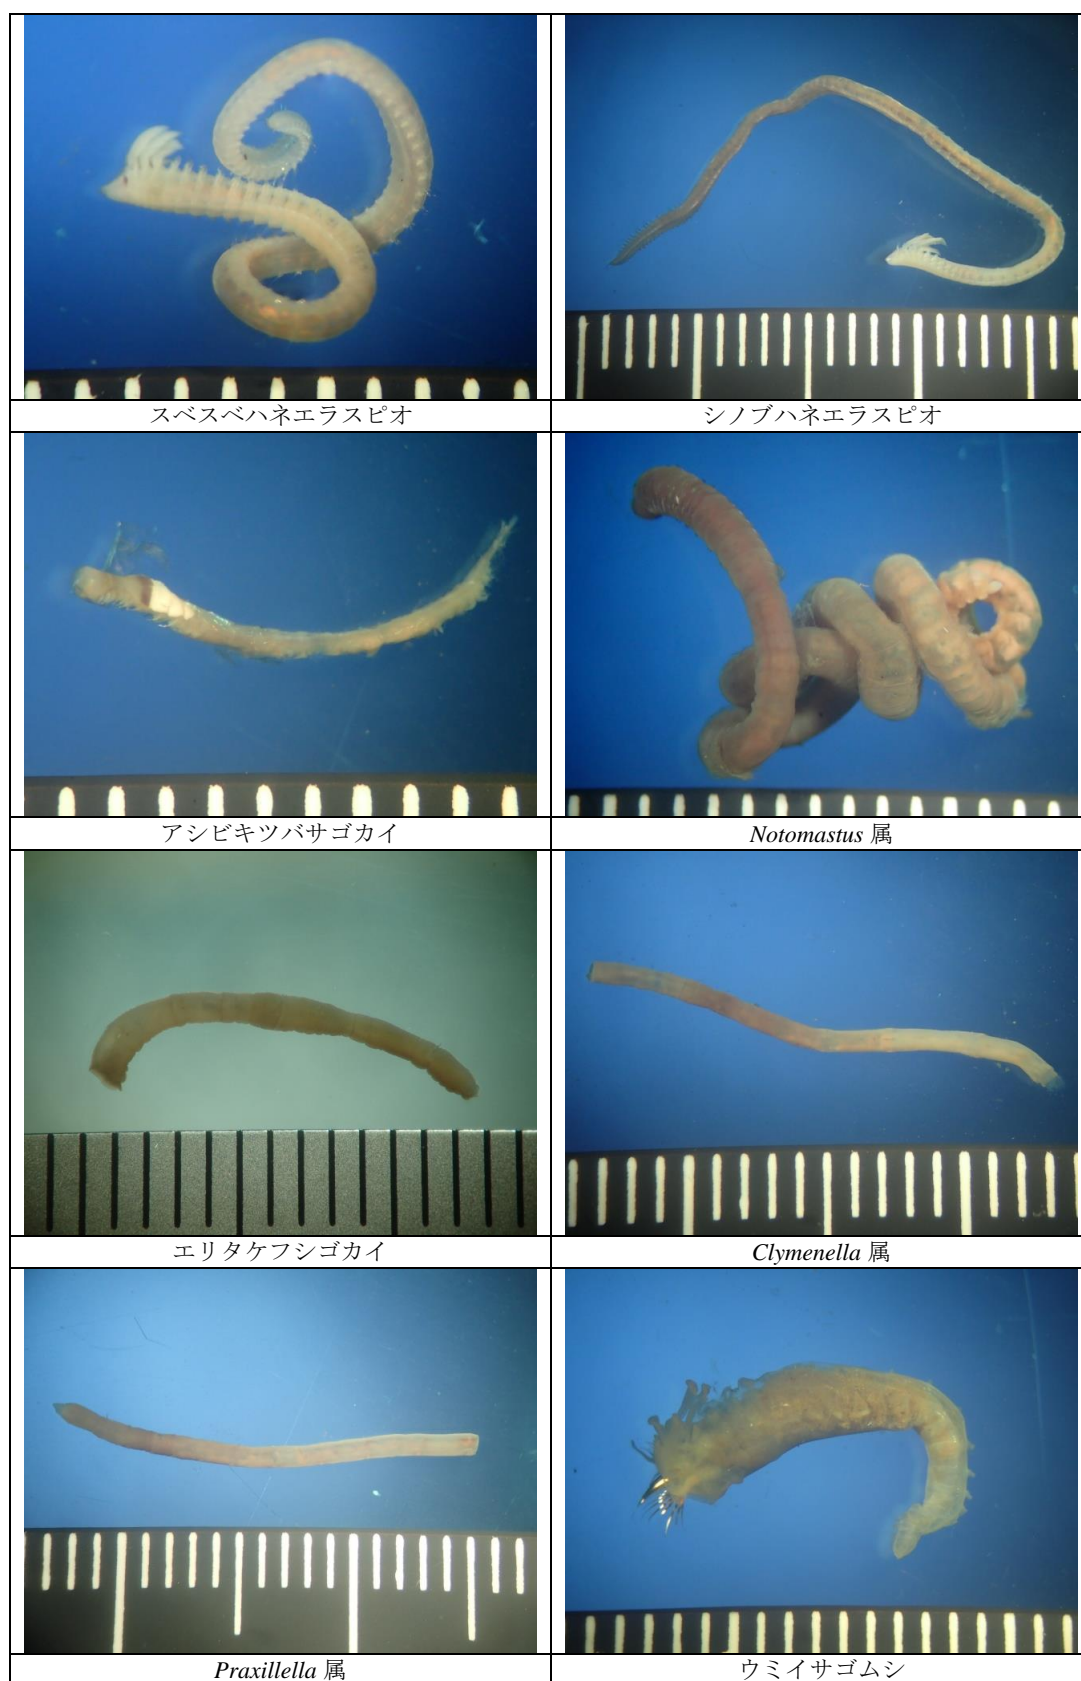 スベスベハネエラスピオ
シノブハネエラスピオ
アシビキツバサゴカイ
Notomastus 属
エリタケフシゴカイ
Clymenella 属
Praxillella 属
ウミイサゴムシ